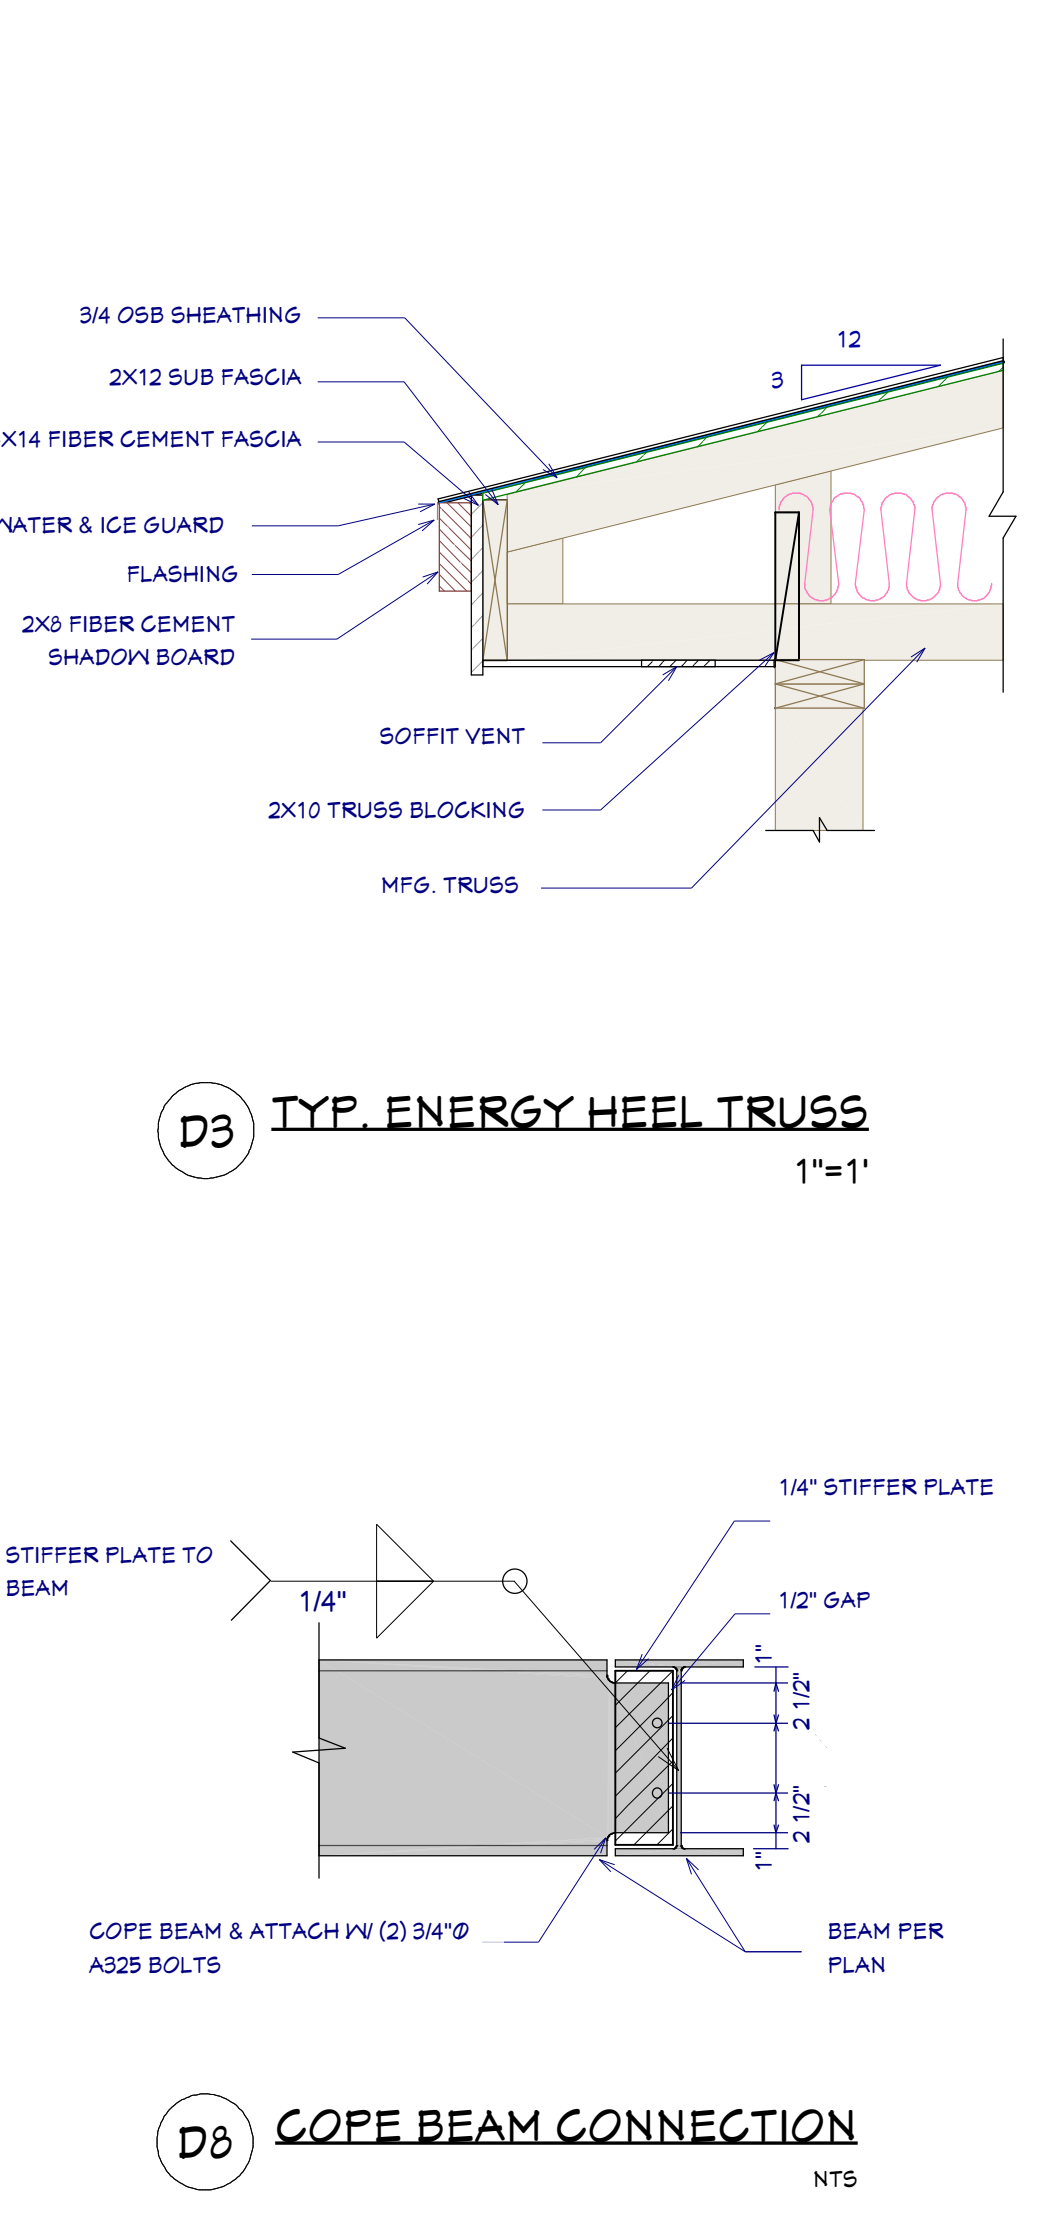 3/4 OSB SHEATHING
12
2X12 SUB FASCIA
3
X14 FIBER CEMENT FASCIA
WATER & ICE GUARD
FLASHING
2X8 FIBER CEMENT
SHADOW BOARD
SOFFIT VENT
2X10 TRUSS BLOCKING
MFG. TRUSS
D3
TYP. ENERGY HEEL TRUSS
1"=1'
1/4" STIFFER PLATE
STIFFER PLATE TO
BEAM
1/4"
1/2" GAP
1"
2 1/2"
2 1/2"
1"
COPE BEAM & ATTACH W/ (2) 3/4"Ø
A325 BOLTS
BEAM PER
PLAN
D8
COPE BEAM CONNECTION
NTS